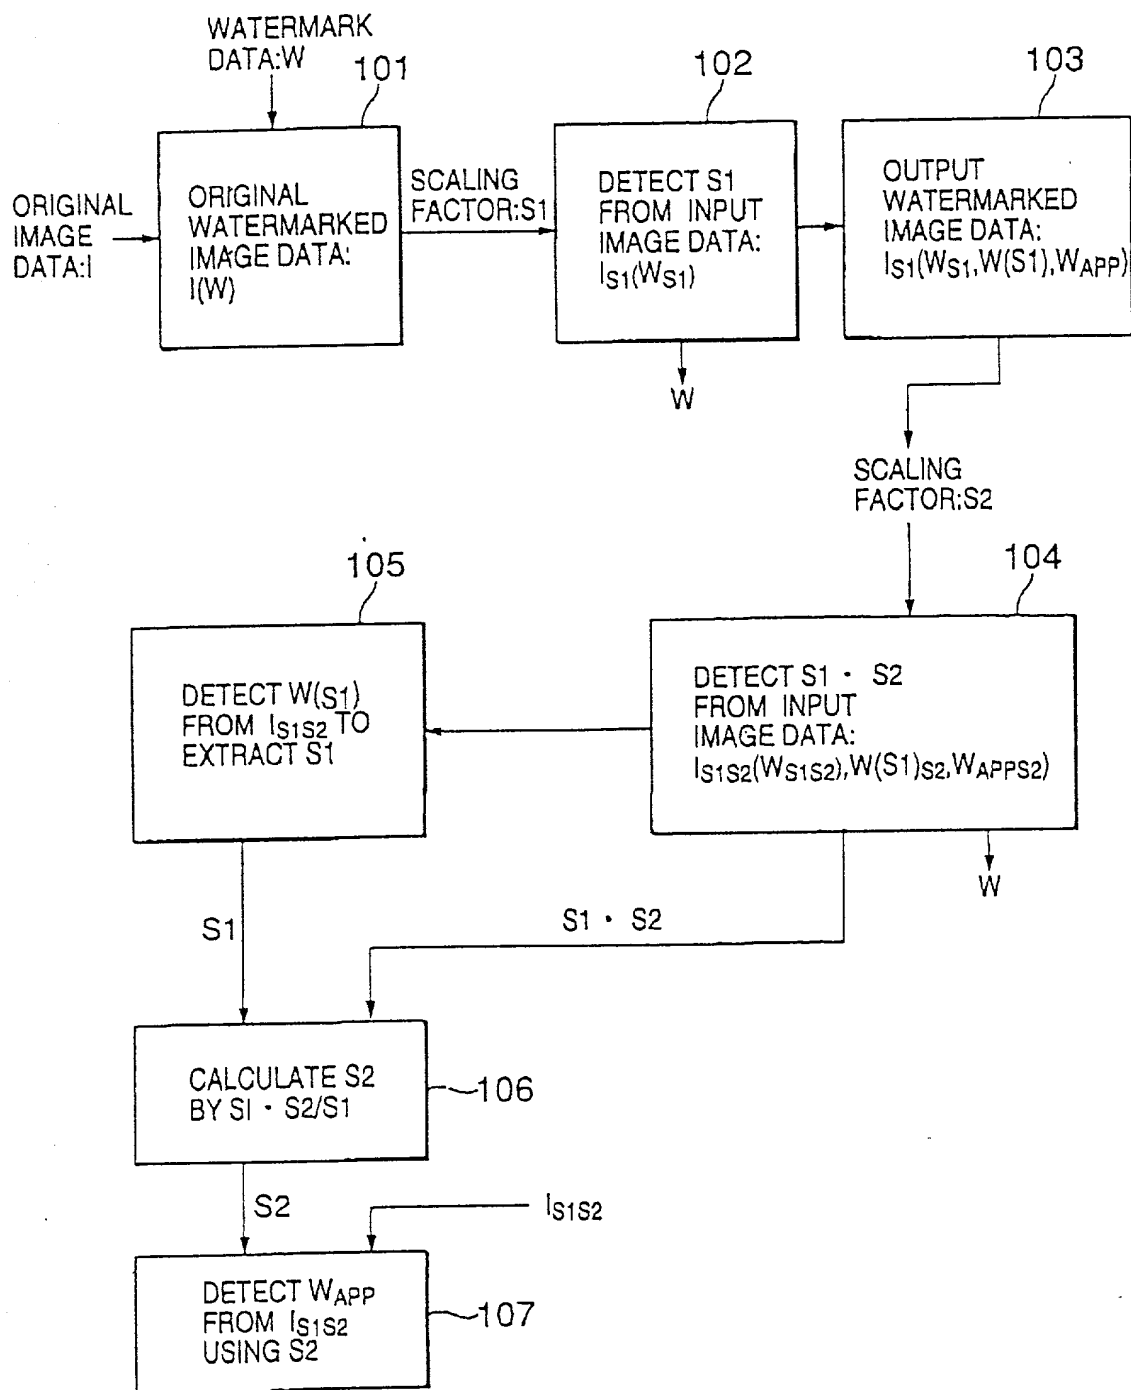 WATERMARK
DATA:W
101
102
103
ORIGINAL
IMAGE
DATA:I
ORIGINAL
WATERMARKED
IMAGE DATA:
I(W)
SCALING
FACTOR:S1
DETECT S1
FROM INPUT
IMAGE DATA:
IS1(WS1)
OUTPUT
WATERMARKED
IMAGE DATA:
IS1(WS1,W(S1),WAPP)
W
SCALING
FACTOR:S2
105
104
DETECT W(S1)
FROM IS1S2 TO
EXTRACT S1
DETECT S1 · S2
FROM INPUT
IMAGE DATA:
IS1S2(WS1S2),W(S1)S2,WAPPS2)
W
S1
S1 · S2
CALCULATE S2
BY SI · S2/S1
106
S2
IS1S2
DETECT WAPP
FROM IS1S2
USING S2
107